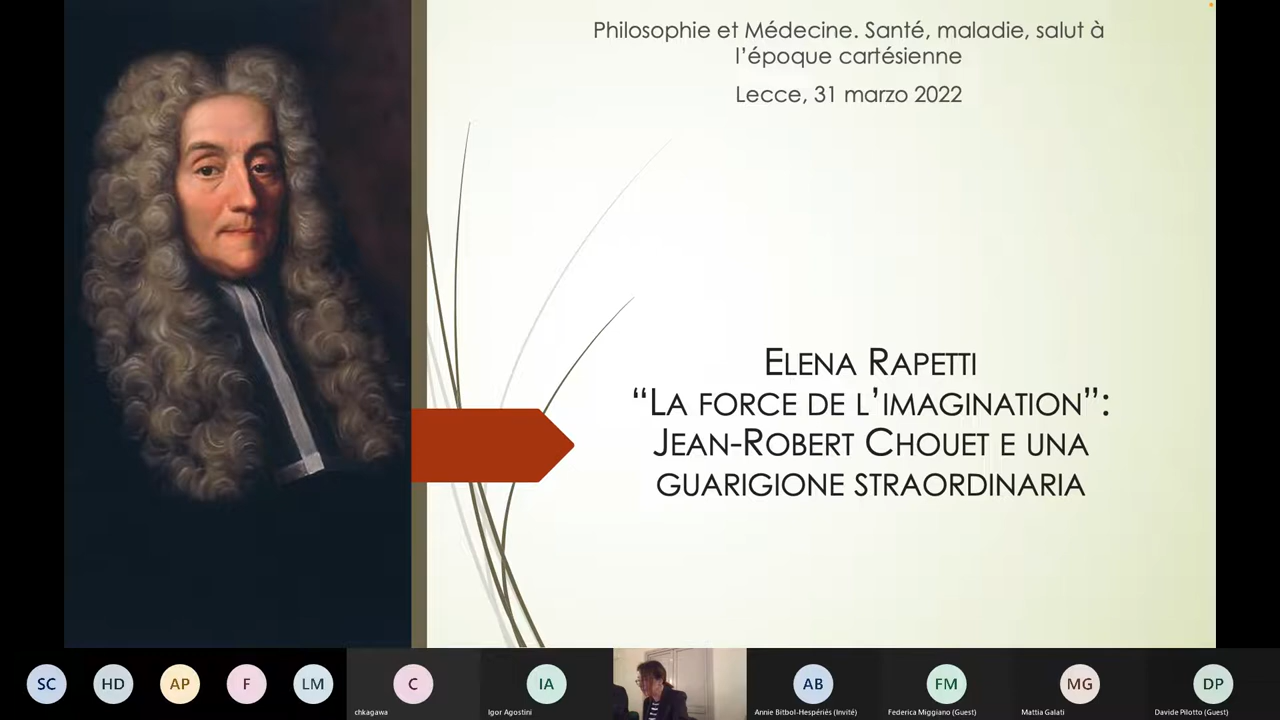 Philosophie et Médecine. Santé, maladie, salut à
l’époque cartésienne
Lecce, 31 marzo 2022
Elena Rapetti
“La force de l’imagination”:
Jean-Robert Chouet e una
guarigione straordinaria
SC
HD
AP
F
LM
C
chkagawa
IA
Igor Agostini
AB
Annie Bitbol-Hespériés (Invité)
FM
Federica Miggiano (Guest)
MG
Mattia Galati
DP
Davide Pilotto (Guest)